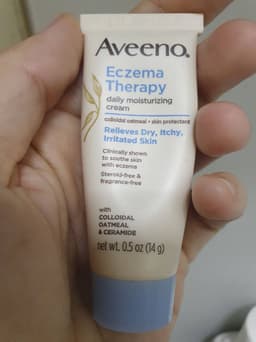 Aveeno®
Eczema
Therapy
daily moisturizing
cream
colloidal oatmeal • skin protectant
Relieves Dry, Itchy,
Irritated Skin
Clinically shown
to soothe skin
with eczema
Steroid-free &
fragrance-free
with
COLLOIDAL
OATMEAL
& CERAMIDE
net wt. 0.5 oz (14 g)